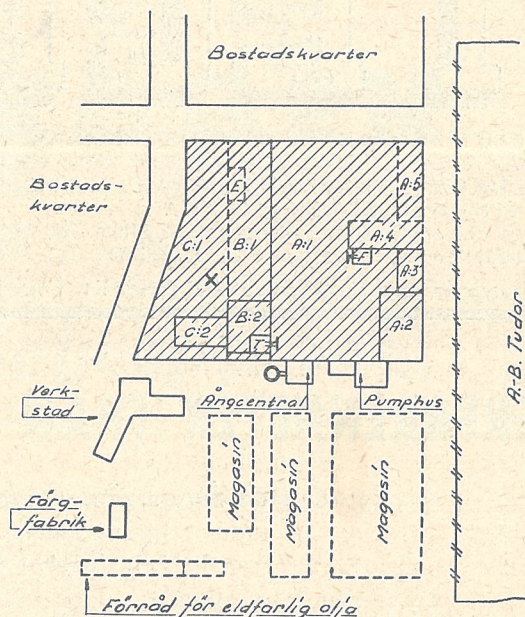 Bostadskvarter
Bostads-
kvarter
E
A:5
C:1
B:1
A:1
A:4
F
A:3
B:2
A:2
C:2
T
Ångcentral
Pumphus
Verk-
stad
Magasin
Magasin
Magasin
A.-B. Tudor
Färg-
fabrik
Förråd för eldfarlig olja